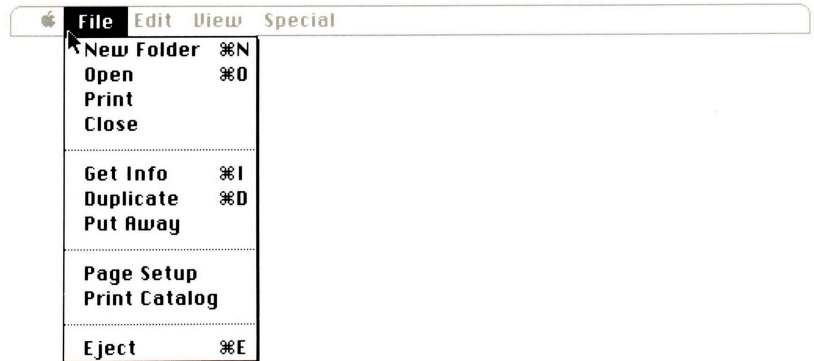 File Edit View Special
New Folder ⌘N
Open ⌘O
Print
Close
Get Info ⌘I
Duplicate ⌘D
Put Away
Page Setup
Print Catalog
Eject ⌘E